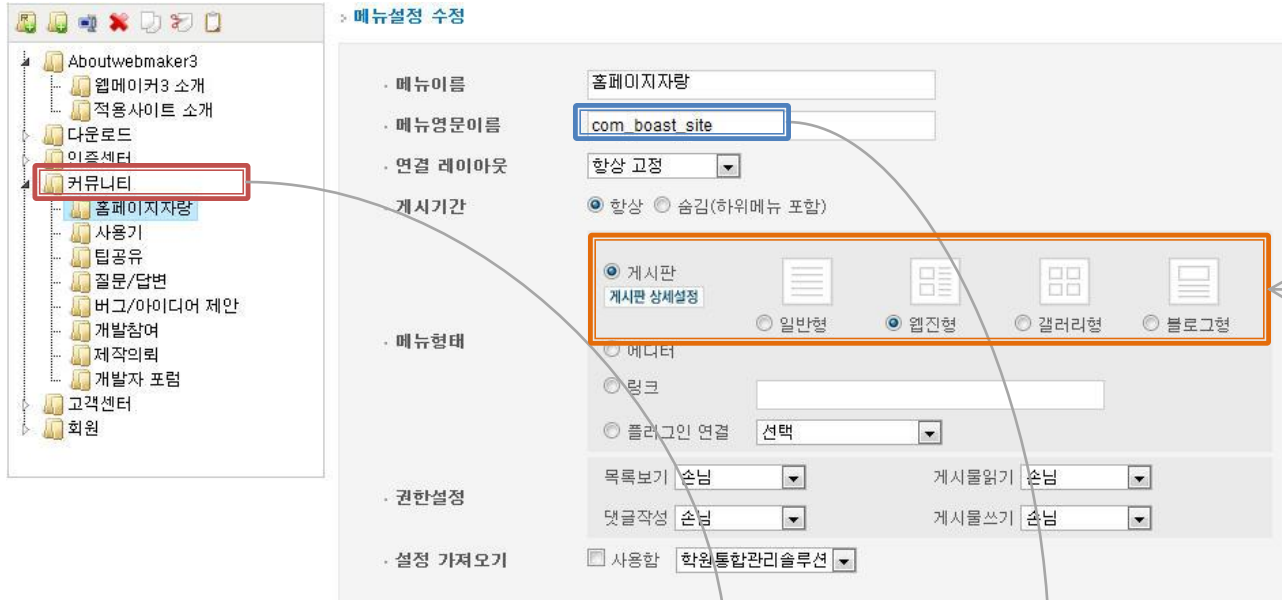 메뉴설정 수정
Aboutwebmaker3
웹메이커3 소개
적용사이트 소개
다운로드
인증센터
커뮤니티
홈페이지자랑
사용기
팁공유
질문/답변
버그/아이디어 제안
개발참여
제작의뢰
개발자 포럼
고객센터
회원
· 메뉴이름 홈페이지자랑
· 메뉴영문이름 com_boast_site
· 연결 레이아웃 항상 고정
· 게시기간 항상 숨김(하위메뉴 포함)
· 메뉴형태
게시판
게시판 상세설정
일반형 웹진형 갤러리형 블로그형
에디터
링크
플러그인 연결 선택
· 권한설정
목록보기 손님 게시물읽기 손님
댓글작성 손님 게시물쓰기 손님
· 설정 가져오기 사용함 학원통합관리솔루션